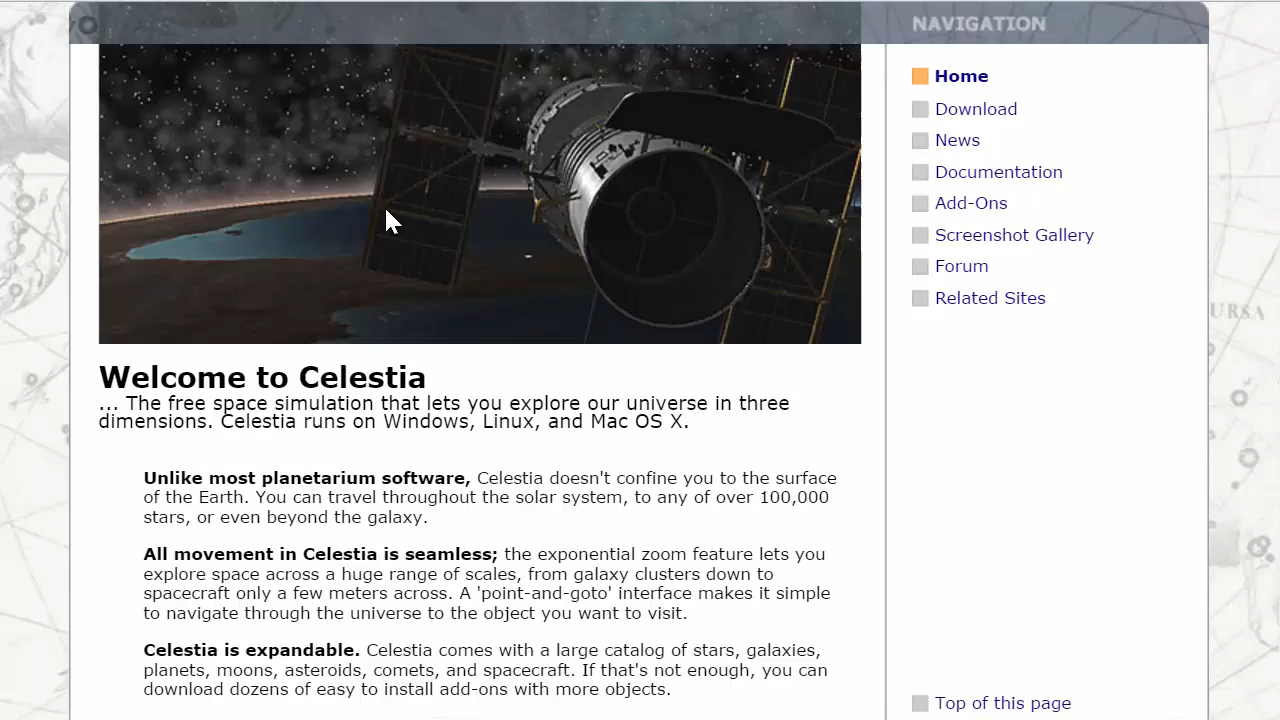 NAVIGATION
Home
Download
News
Documentation
Add-Ons
Screenshot Gallery
Forum
Related Sites
URSA
Welcome to Celestia
... The free space simulation that lets you explore our universe in three
dimensions. Celestia runs on Windows, Linux, and Mac OS X.
Unlike most planetarium software, Celestia doesn't confine you to the surface
of the Earth. You can travel throughout the solar system, to any of over 100,000
stars, or even beyond the galaxy.
All movement in Celestia is seamless; the exponential zoom feature lets you
explore space across a huge range of scales, from galaxy clusters down to
spacecraft only a few meters across. A 'point-and-goto' interface makes it simple
to navigate through the universe to the object you want to visit.
Celestia is expandable. Celestia comes with a large catalog of stars, galaxies,
planets, moons, asteroids, comets, and spacecraft. If that's not enough, you can
download dozens of easy to install add-ons with more objects.
Top of this page